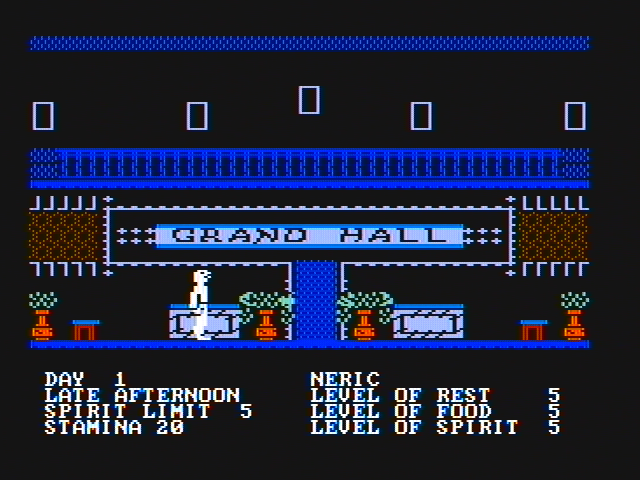 GRAND HALL
DAY 1
LATE AFTERNOON
SPIRIT LIMIT 5
STAMINA 20
NERIC
LEVEL OF REST 5
LEVEL OF FOOD 5
LEVEL OF SPIRIT 5